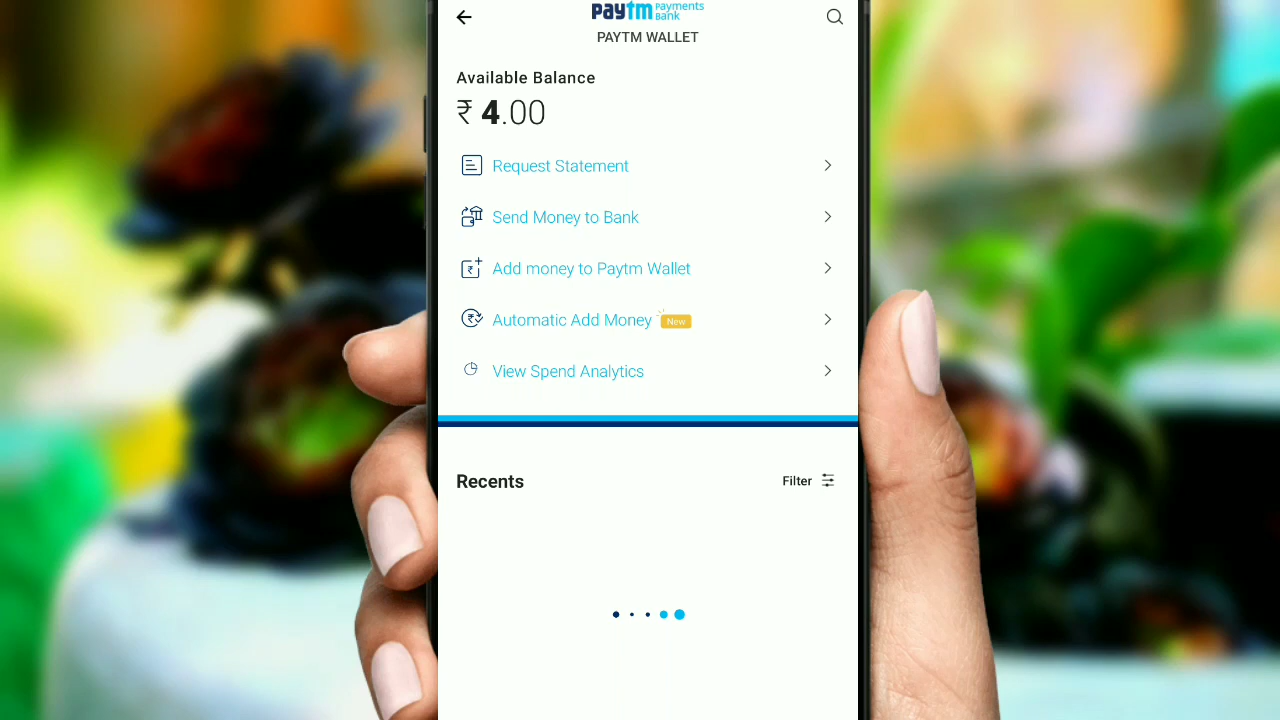 paytm Payments Bank
PAYTM WALLET
Available Balance
₹ 4.00
Request Statement
Send Money to Bank
Add money to Paytm Wallet
Automatic Add Money New
View Spend Analytics
Recents
Filter